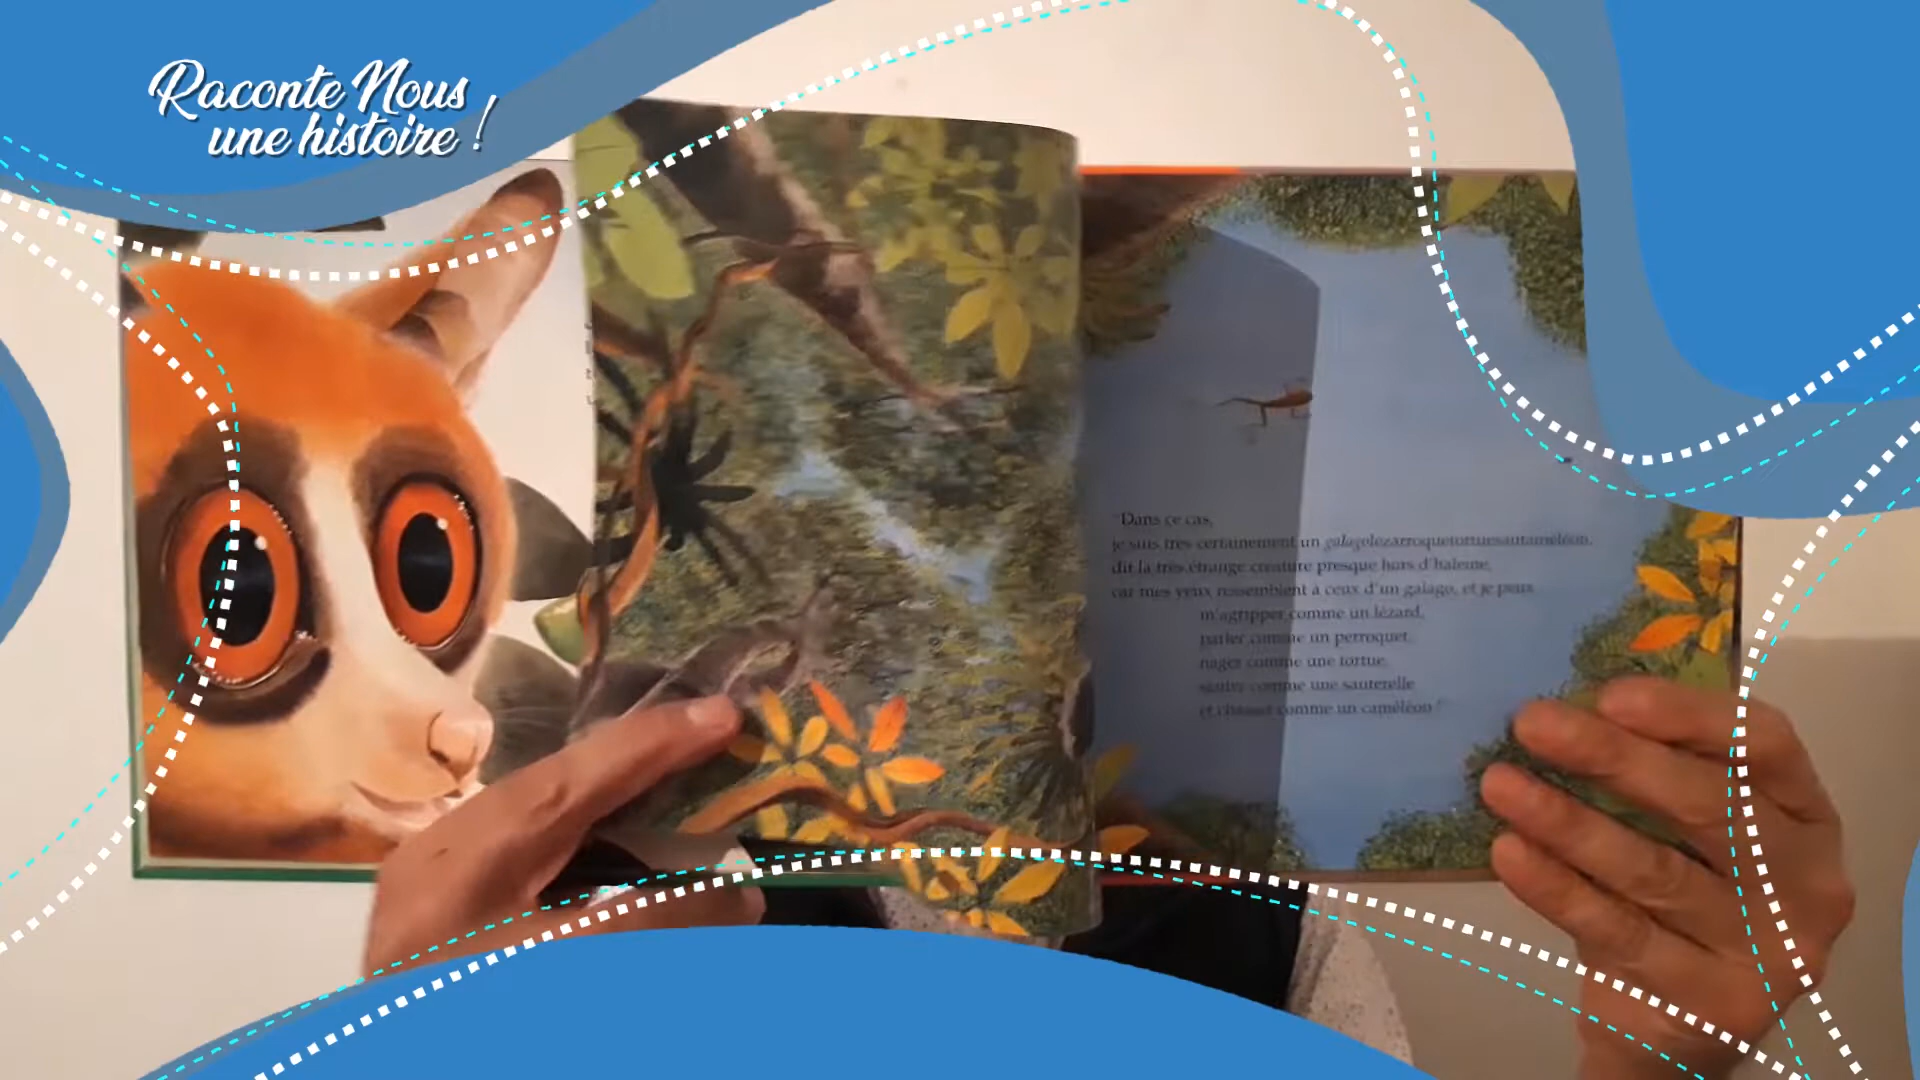 Raconte Nous
une histoire !
"Dans ce cas,
je suis très certainement un galagolézarroquetortuesautaméléon,
dit la très étrange créature presque hors d'haleine,
car mes yeux ressemblent à ceux d'un galago, et je peux
m'agripper comme un lézard,
parler comme un perroquet,
nager comme une tortue,
sauter comme une sauterelle
et chasser comme un caméléon !"